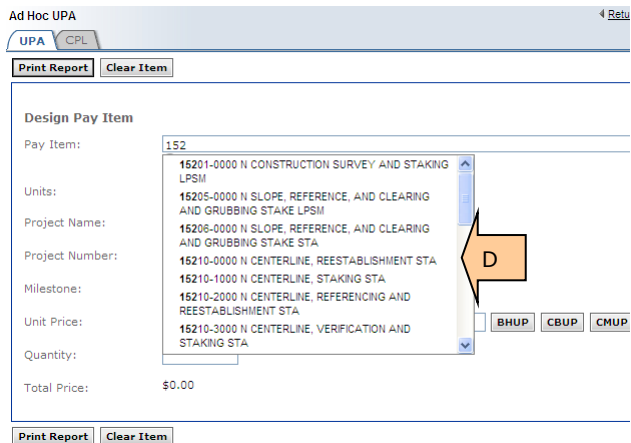 Ad Hoc UPA
Retu
UPA CPL
Print Report Clear Item
Design Pay Item
Pay Item: 152
15201-0000 N CONSTRUCTION SURVEY AND STAKING
LPSM
15205-0000 N SLOPE, REFERENCE, AND CLEARING
AND GRUBBING STAKE LPSM
15206-0000 N SLOPE, REFERENCE, AND CLEARING
AND GRUBBING STAKE STA
15210-0000 N CENTERLINE, REESTABLISHMENT STA
15210-1000 N CENTERLINE, STAKING STA
15210-2000 N CENTERLINE, REFERENCING AND
REESTABLISHMENT STA
15210-3000 N CENTERLINE, VERIFICATION AND
STAKING STA
D
Units:
Project Name:
Project Number:
Milestone:
Unit Price: BHUP CBUP CMUP
Quantity:
Total Price: $0.00
Print Report Clear Item